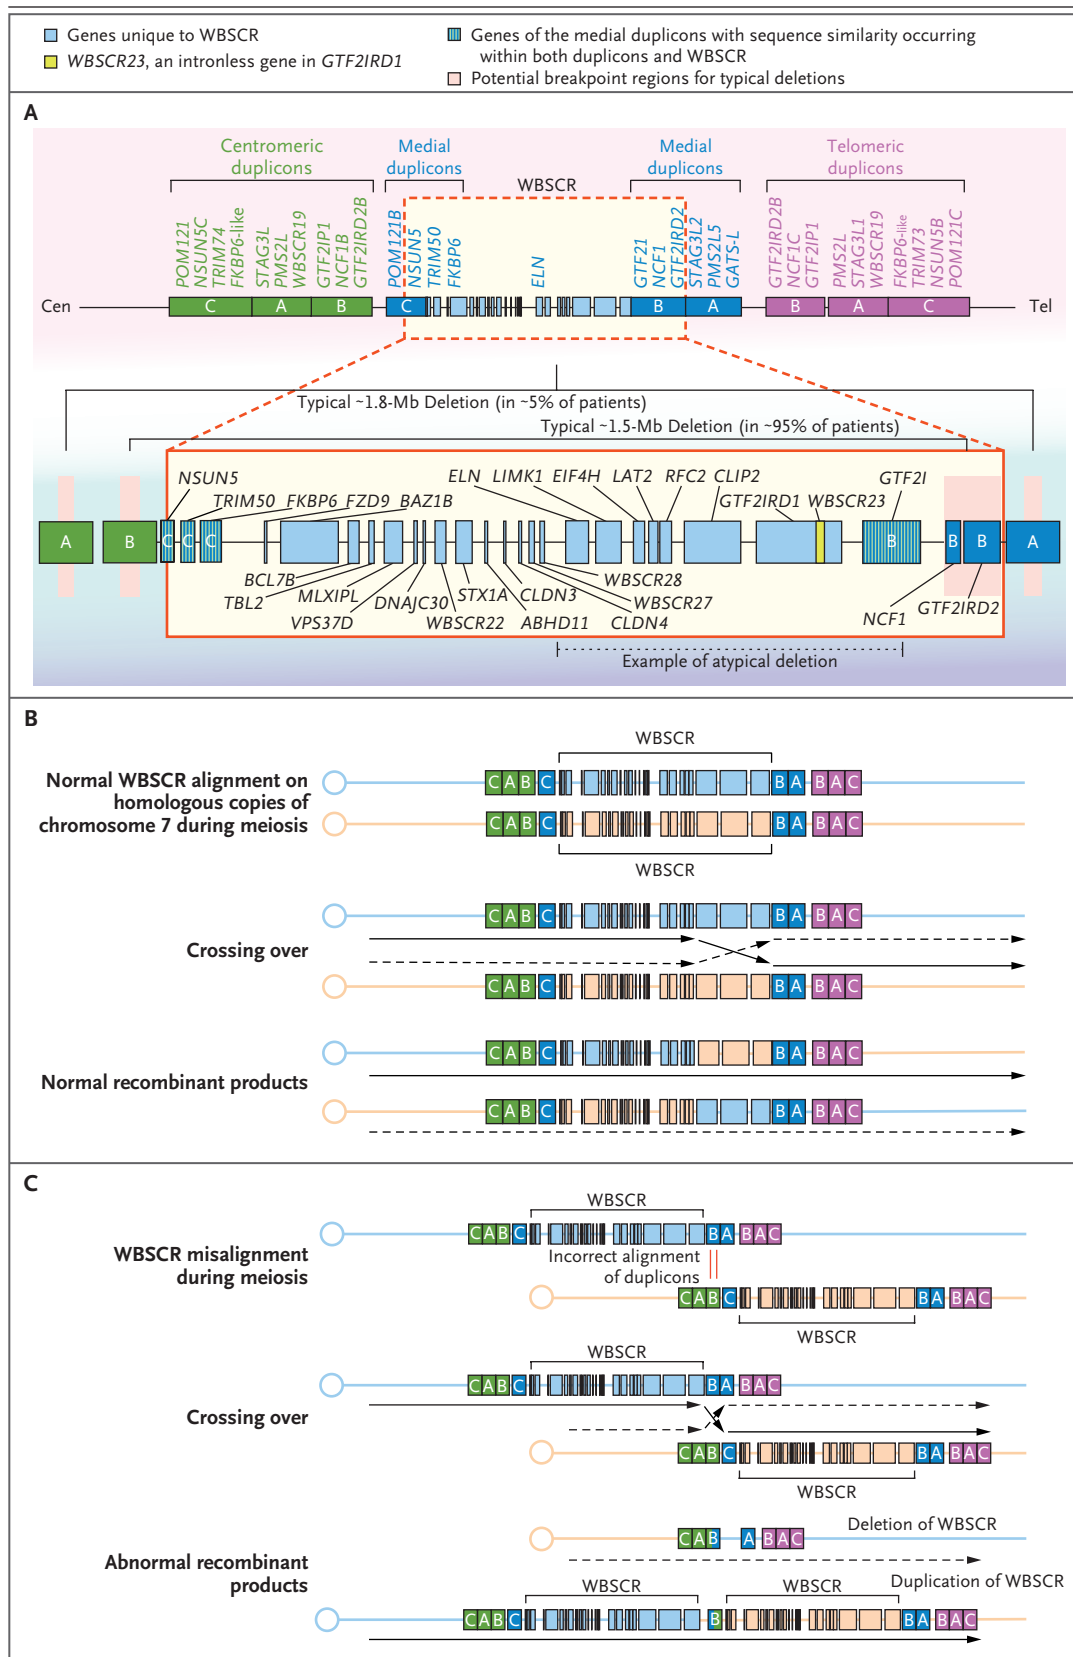 Genes unique to WBSCR
WBSCR23, an intronless gene in GTF2IRD1
Genes of the medial duplicons with sequence similarity occurring
within both duplicons and WBSCR
Potential breakpoint regions for typical deletions
A
Centromeric
duplicons
Medial
duplicons
WBSCR
Medial
duplicons
Telomeric
duplicons
POM121
NSUN5C
TRIM74
FKBP6-like
STAG3L
PMS2L
WBSCR19
GTF2IP1
NCF1B
GTF2IRD2B
POM121B
NSUN5
TRIM50
FKBP6
ELN
GTF21
NCF1
GTF2IRD2
STAG3L2
PMS2L5
GATS-L
GTF2IRD2B
NCF1C
GTF2IP1
PMS2L
STAG3L1
WBSCR19
FKBP6-like
TRIM73
NSUN5B
POM121C
Cen C A B C B A B A C Tel
Typical ~1.8-Mb Deletion (in ~5% of patients)
Typical ~1.5-Mb Deletion (in ~95% of patients)
NSUN5
TRIM50 FKBP6 FZD9 BAZ1B
ELN LIMK1 EIF4H LAT2 RFC2 CLIP2
GTF2IRD1 WBSCR23
GTF2I
A B C C C B B B A
BCL7B
TBL2
MLXIPL
VPS37D
DNAJC30
WBSCR22
STX1A
CLDN3
ABHD11
WBSCR28
WBSCR27
CLDN4
NCF1
GTF2IRD2
Example of atypical deletion
B
WBSCR
Normal WBSCR alignment on
homologous copies of
chromosome 7 during meiosis
C A B C B A B A C
C A B C B A B A C
WBSCR
Crossing over
C A B C B A B A C
C A B C B A B A C
Normal recombinant products
C A B C B A B A C
C A B C B A B A C
C
WBSCR
WBSCR misalignment
during meiosis
C A B C B A B A C
Incorrect alignment
of duplicons
C A B C B A B A C
WBSCR
WBSCR
Crossing over
C A B C B A B A C
C A B C B A B A C
WBSCR
Abnormal recombinant
products
Deletion of WBSCR
C A B A B A C
Duplication of WBSCR
WBSCR WBSCR
C A B C B B A B A C